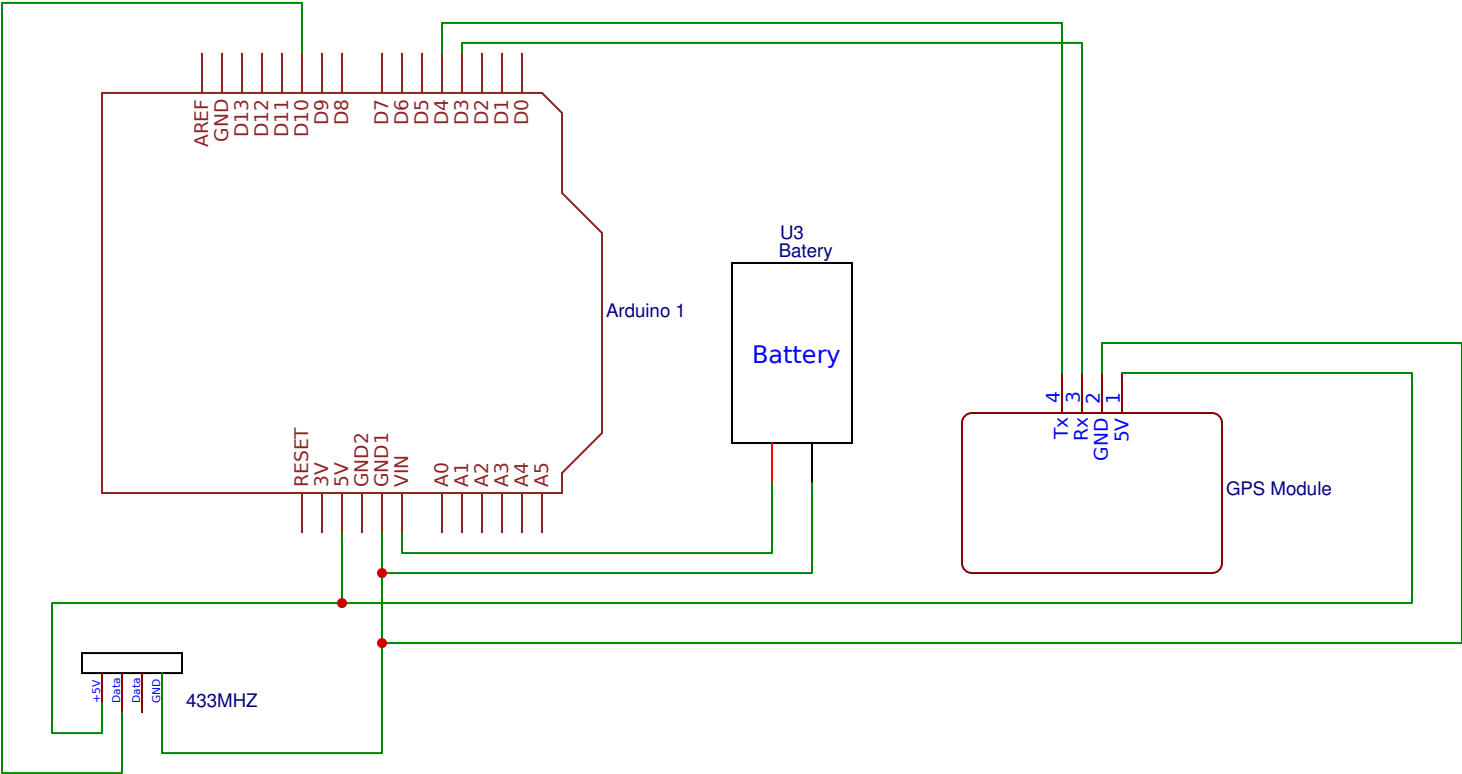 AREF
GND
D13
D12
D11
D10
D9
D8
D7
D6
D5
D4
D3
D2
D1
D0
U3
Batery
Arduino 1
Battery
4
3
2
1
Tx
Rx
GND
5V
GPS Module
RESET
3V
5V
GND2
GND1
VIN
A0
A1
A2
A3
A4
A5
+5V
Data
Data
GND
433MHZ